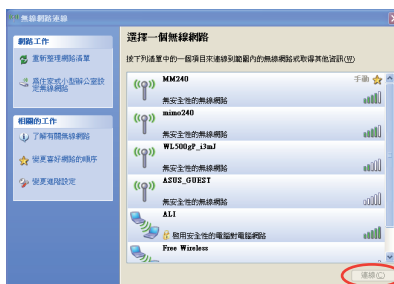 無線網路連線
網路工作
重新整理網路清單
為住家或小型辦公室設定無線網路
相關的工作
了解有關無線網路
變更喜好網路的順序
變更進階設定
選擇一個無線網路
按下列清單中的一個項目來連線到範圍內的無線網路或取得其他資訊(W)
MM240
手動
無安全性的無線網路
mimo240
無安全性的無線網路
WL500gP_i3mJ
無安全性的無線網路
ASUS_GUEST
無安全性的無線網路
ALI
啟用安全性的電腦對電腦網路
Free Wireless
連線(C)